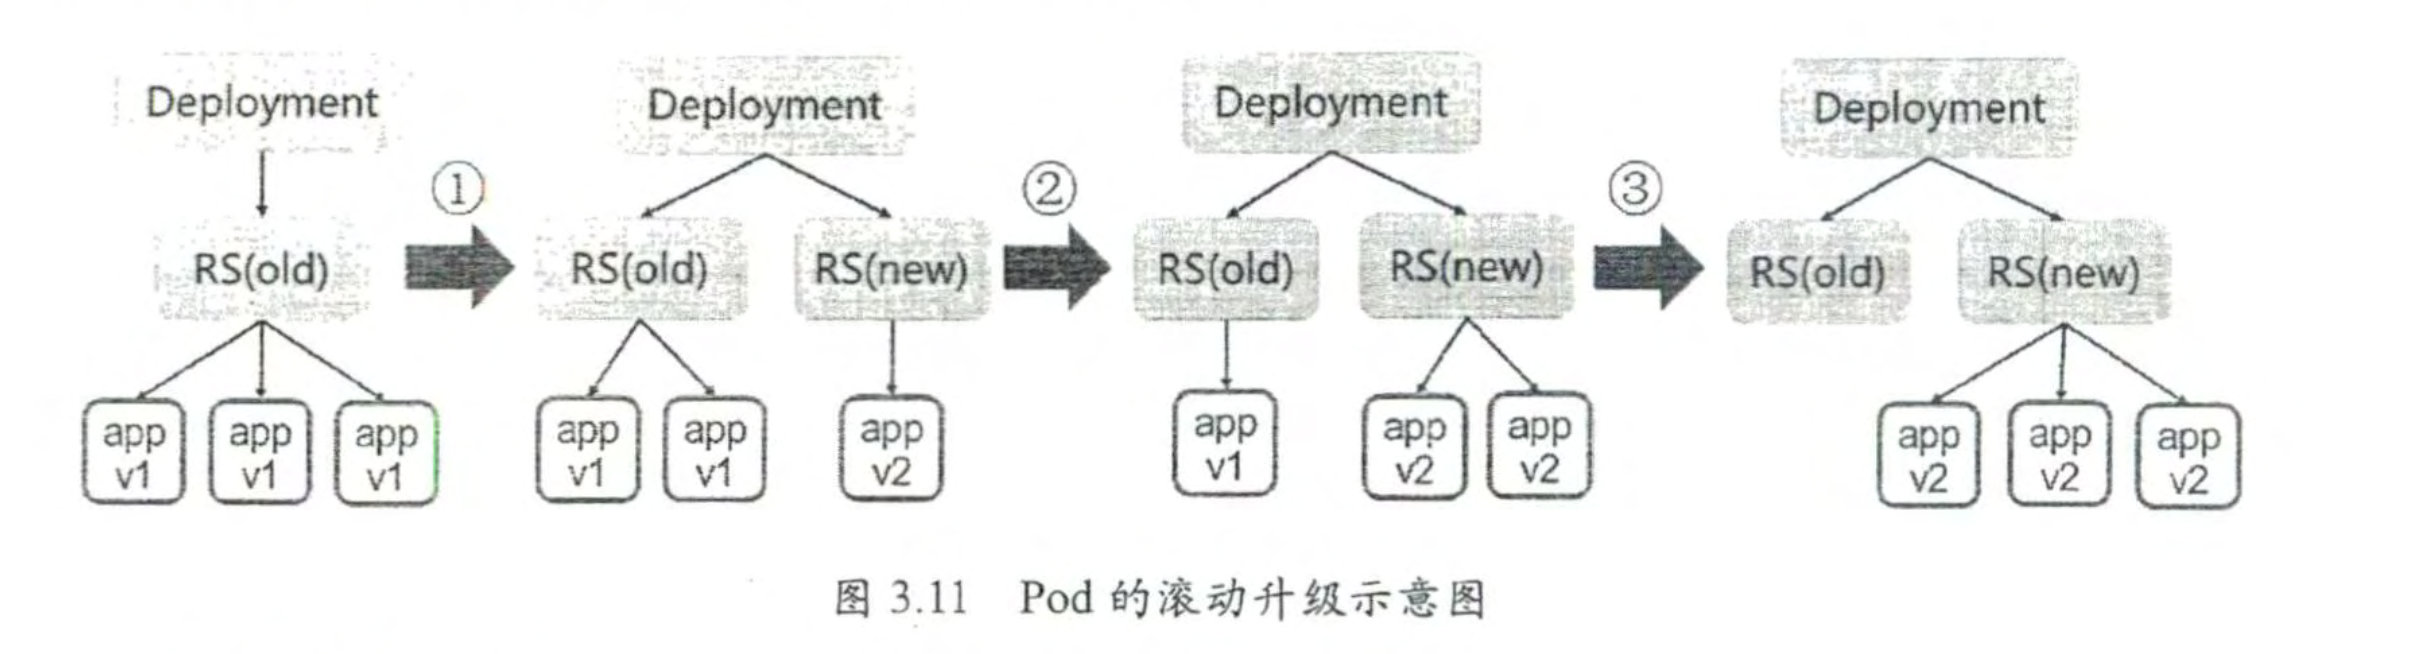 Deployment
Deployment
Deployment
Deployment
①
②
③
RS(old)
RS(old)
RS(new)
RS(old)
RS(new)
RS(old)
RS(new)
app
v1
app
v1
app
v1
app
v1
app
v1
app
v2
app
v1
app
v2
app
v2
app
v2
app
v2
app
v2
图 3.11 Pod 的滚动升级示意图